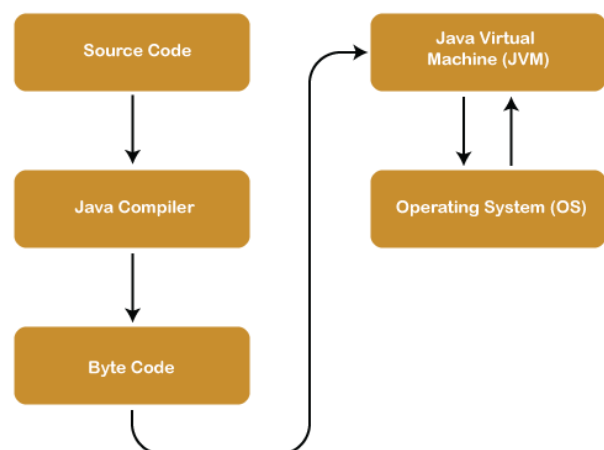 Source Code
Java Compiler
Byte Code
Java Virtual
Machine (JVM)
Operating System (OS)